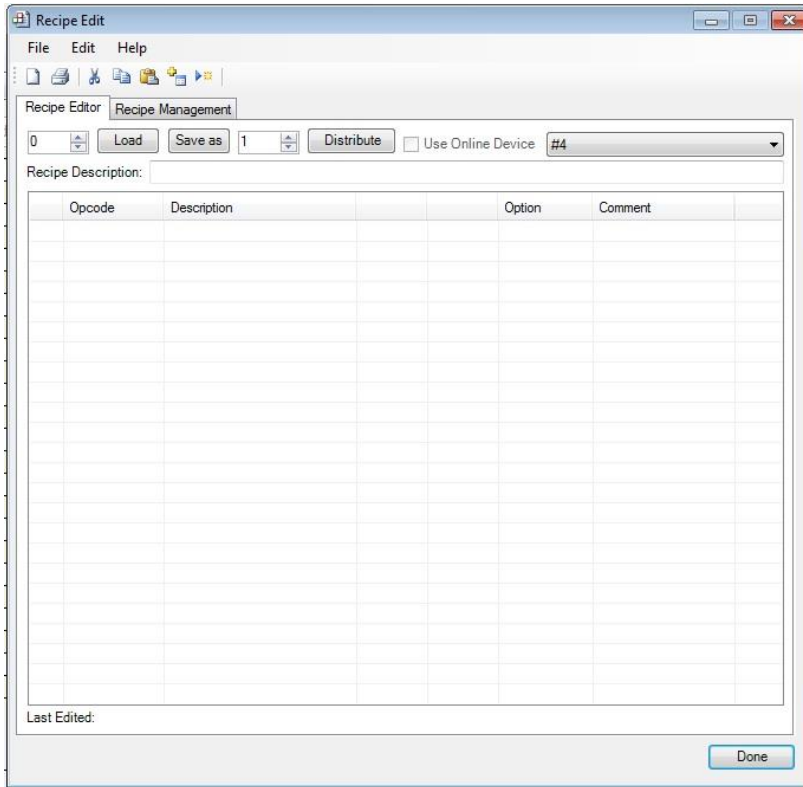 Recipe Edit
File Edit Help
Recipe Editor Recipe Management
0 Load Save as 1 Distribute Use Online Device #4
Recipe Description:
Opcode Description Option Comment
Last Edited:
Done